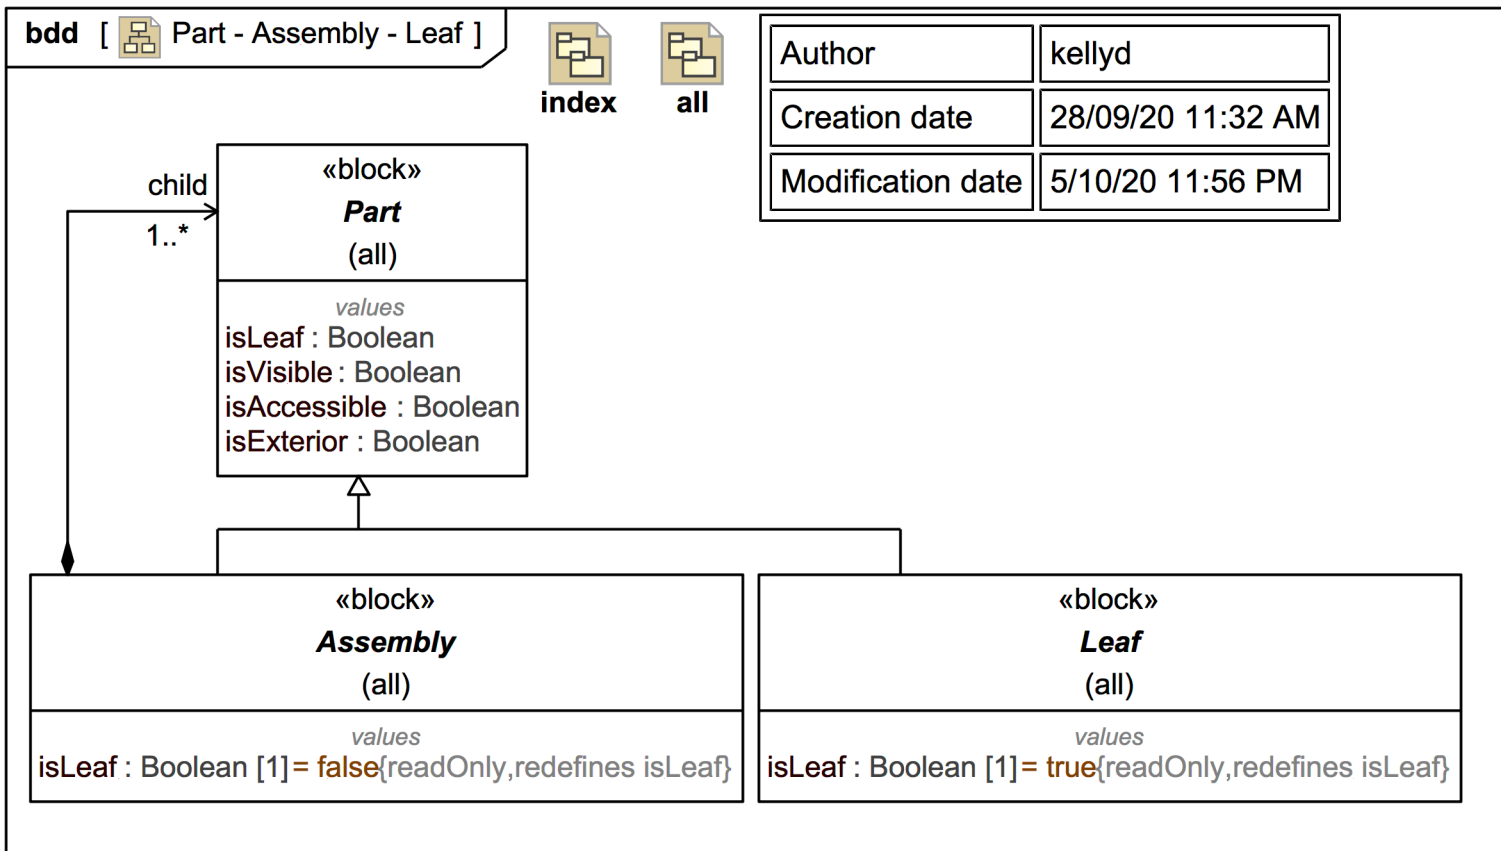 bdd [ Part - Assembly - Leaf ]
index
all
Author kellyd
Creation date 28/09/20 11:32 AM
Modification date 5/10/20 11:56 PM
child
1..*
«block»
Part
(all)
values
isLeaf : Boolean
isVisible : Boolean
isAccessible : Boolean
isExterior : Boolean
«block»
Assembly
(all)
values
isLeaf : Boolean [1] = false{readOnly,redefines isLeaf}
«block»
Leaf
(all)
values
isLeaf : Boolean [1] = true{readOnly,redefines isLeaf}